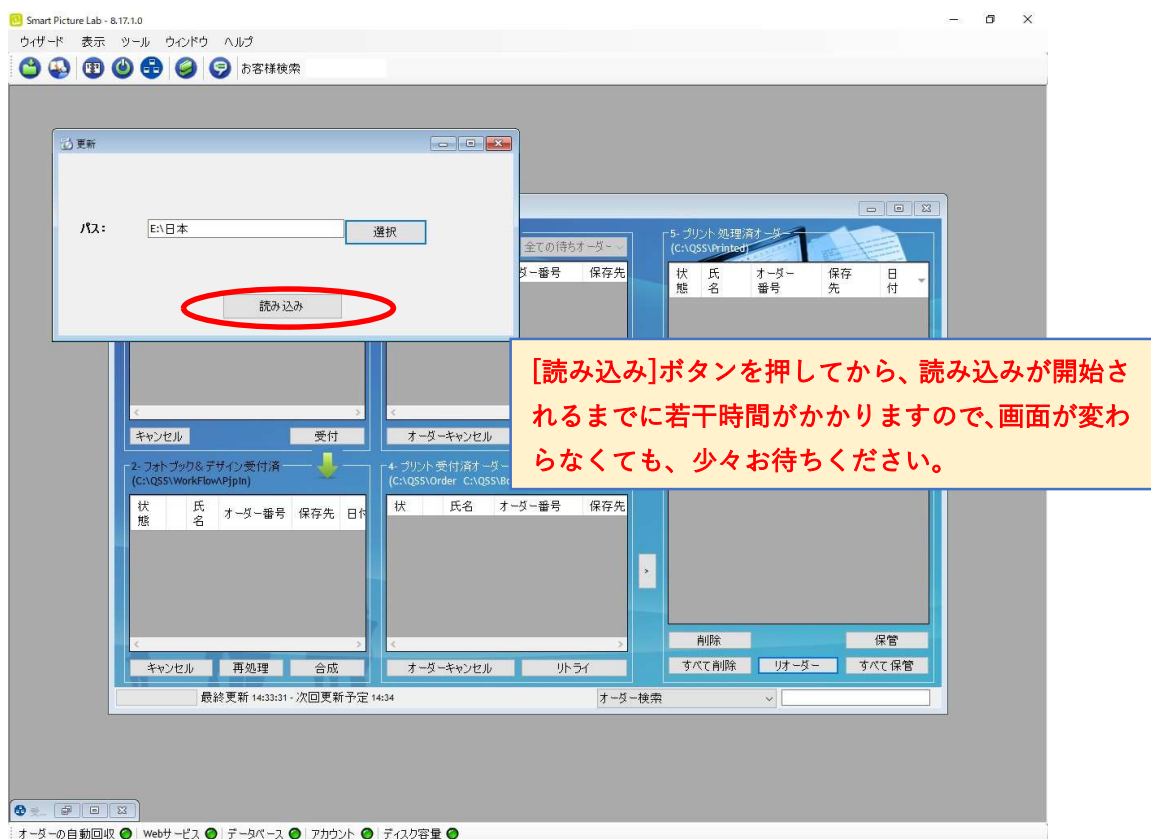 Smart Picture Lab - 8.17.1.0
ウィザード 表示 ツール ウィンドウ ヘルプ
お客様検索
更新
パス:
E:\日本
選択
読み込み
全ての待ちオーダー
ダー番号 保存先
キャンセル
受付
オーダーキャンセル
5- プリント 処理済オーダー
(C:\QSS\Printed)
状態 氏名 オーダー番号 保存先 日付
[読み込み]ボタンを押してから、読み込みが開始さ
れるまでに若干時間がかかりますので、画面が変わ
らなくても、少々お待ちください。
2- フォトブック&デザイン受付済
(C:\QSS\WorkFlow\PjpIn)
状態 氏名 オーダー番号 保存先 日付
キャンセル 再処理 合成
4- プリント 受付済オーダー
(C:\QSS\Order C:\QSS\Bo
状 氏名 オーダー番号 保存先
オーダーキャンセル リトライ
>
削除 保管
すべて削除 リオーダー すべて保管
最終更新 14:33:31 - 次回更新予定 14:34
オーダー検索
受...
オーダーの自動回収 Webサービス データベース アカウント ディスク容量